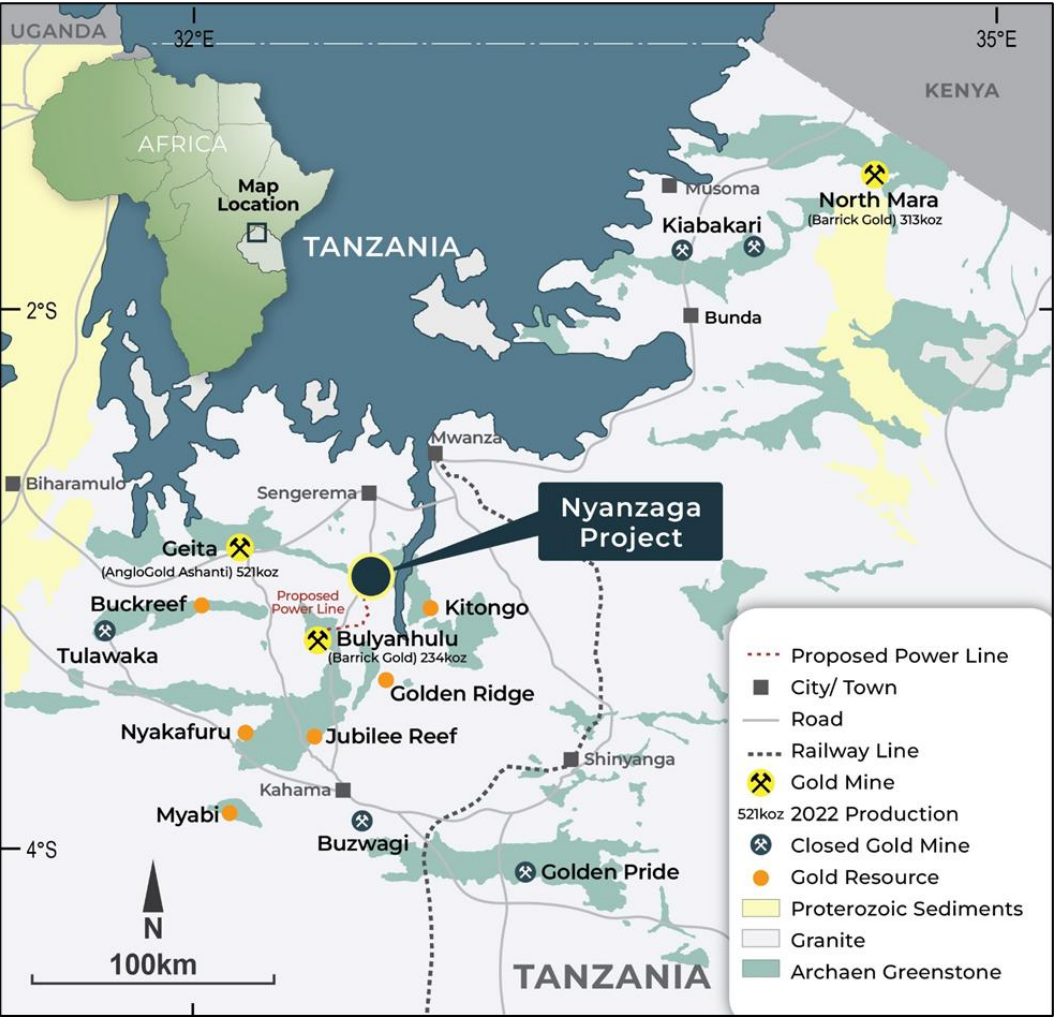 UGANDA
32°E
35°E
KENYA
AFRICA
Map
Location
TANZANIA
Musoma
North Mara
(Barrick Gold) 313koz
Kiabakari
2°S
Bunda
Mwanza
Biharamulo
Sengerema
Nyanzaga
Project
Geita
(AngloGold Ashanti) 521koz
Proposed
Power Line
Buckreef
Kitongo
Tulawaka
Bulyanhulu
(Barrick Gold) 234koz
Golden Ridge
Nyakafuru
Jubilee Reef
Shinyanga
Kahama
Myabi
Buzwagi
4°S
Golden Pride
N
100km
TANZANIA
Proposed Power Line
City/ Town
Road
Railway Line
Gold Mine
521koz 2022 Production
Closed Gold Mine
Gold Resource
Proterozoic Sediments
Granite
Archaen Greenstone